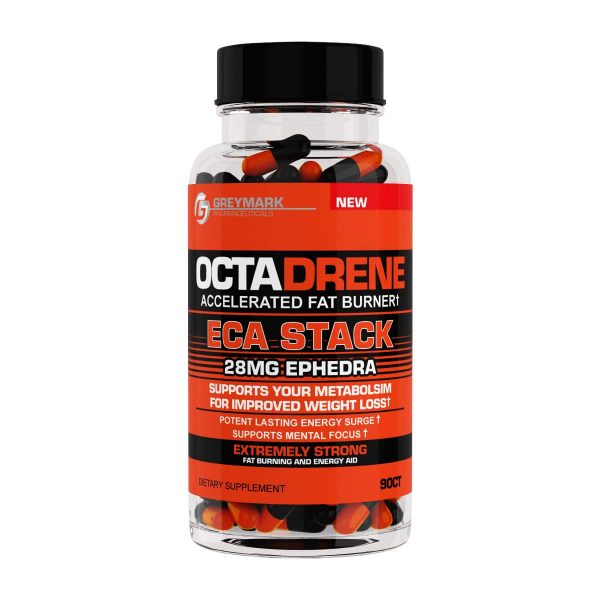 GREYMARK
PHARMACEUTICALS
NEW
OCTADRENE
ACCELERATED FAT BURNER†
ECA STACK
28MG EPHEDRA
SUPPORTS YOUR METABOLSIM
FOR IMPROVED WEIGHT LOSS†
POTENT LASTING ENERGY SURGE †
SUPPORTS MENTAL FOCUS †
EXTREMELY STRONG
FAT BURNING AND ENERGY AID
DIETARY SUPPLEMENT
90CT